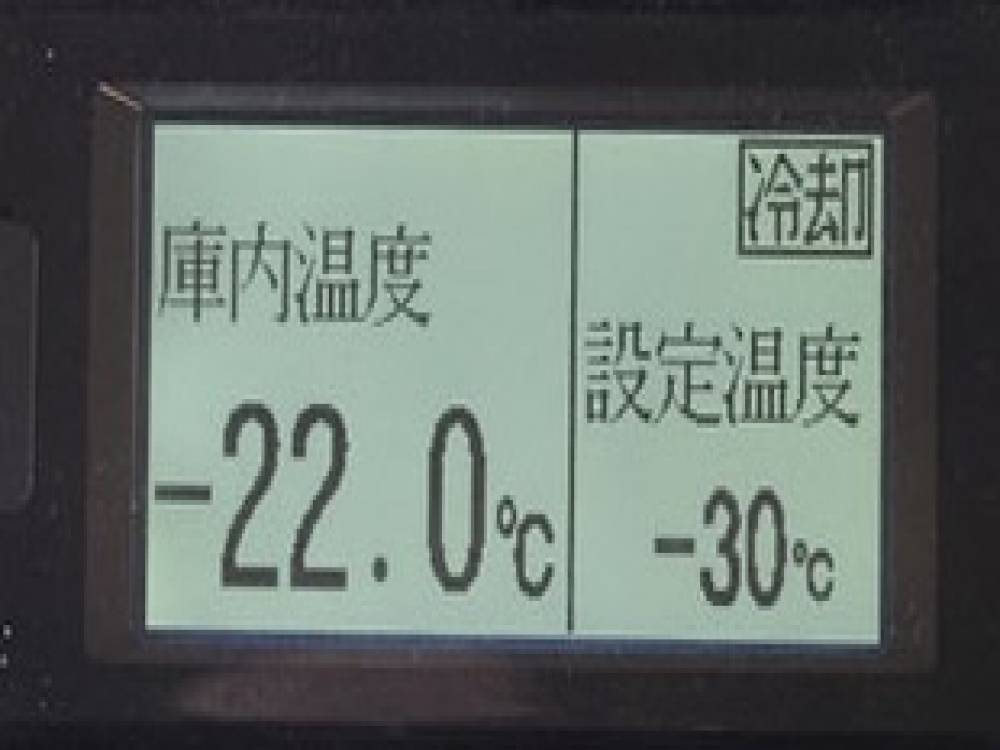 庫内温度
-22.0℃
冷却
設定温度
-30℃